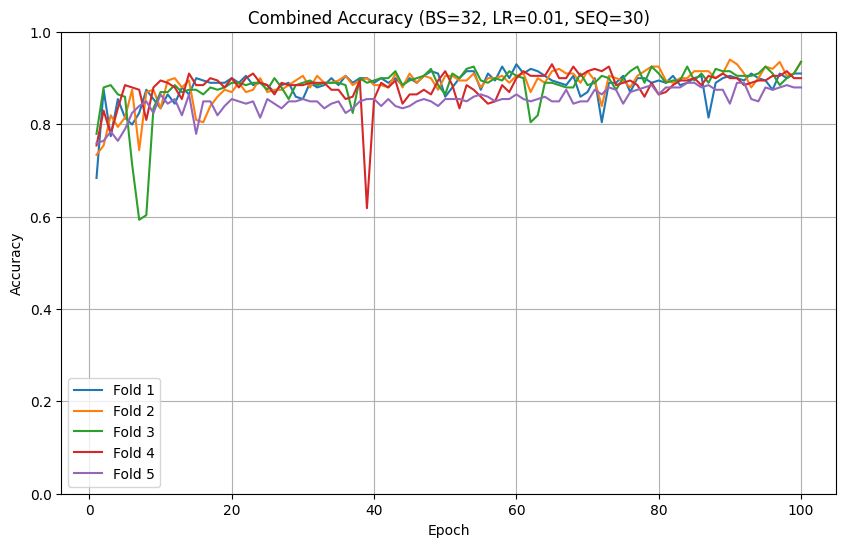 Combined Accuracy (BS=32, LR=0.01, SEQ=30)
1.0
0.8
0.6
0.4
0.2
0.0
Accuracy
Fold 1
Fold 2
Fold 3
Fold 4
Fold 5
0 20 40 60 80 100
Epoch